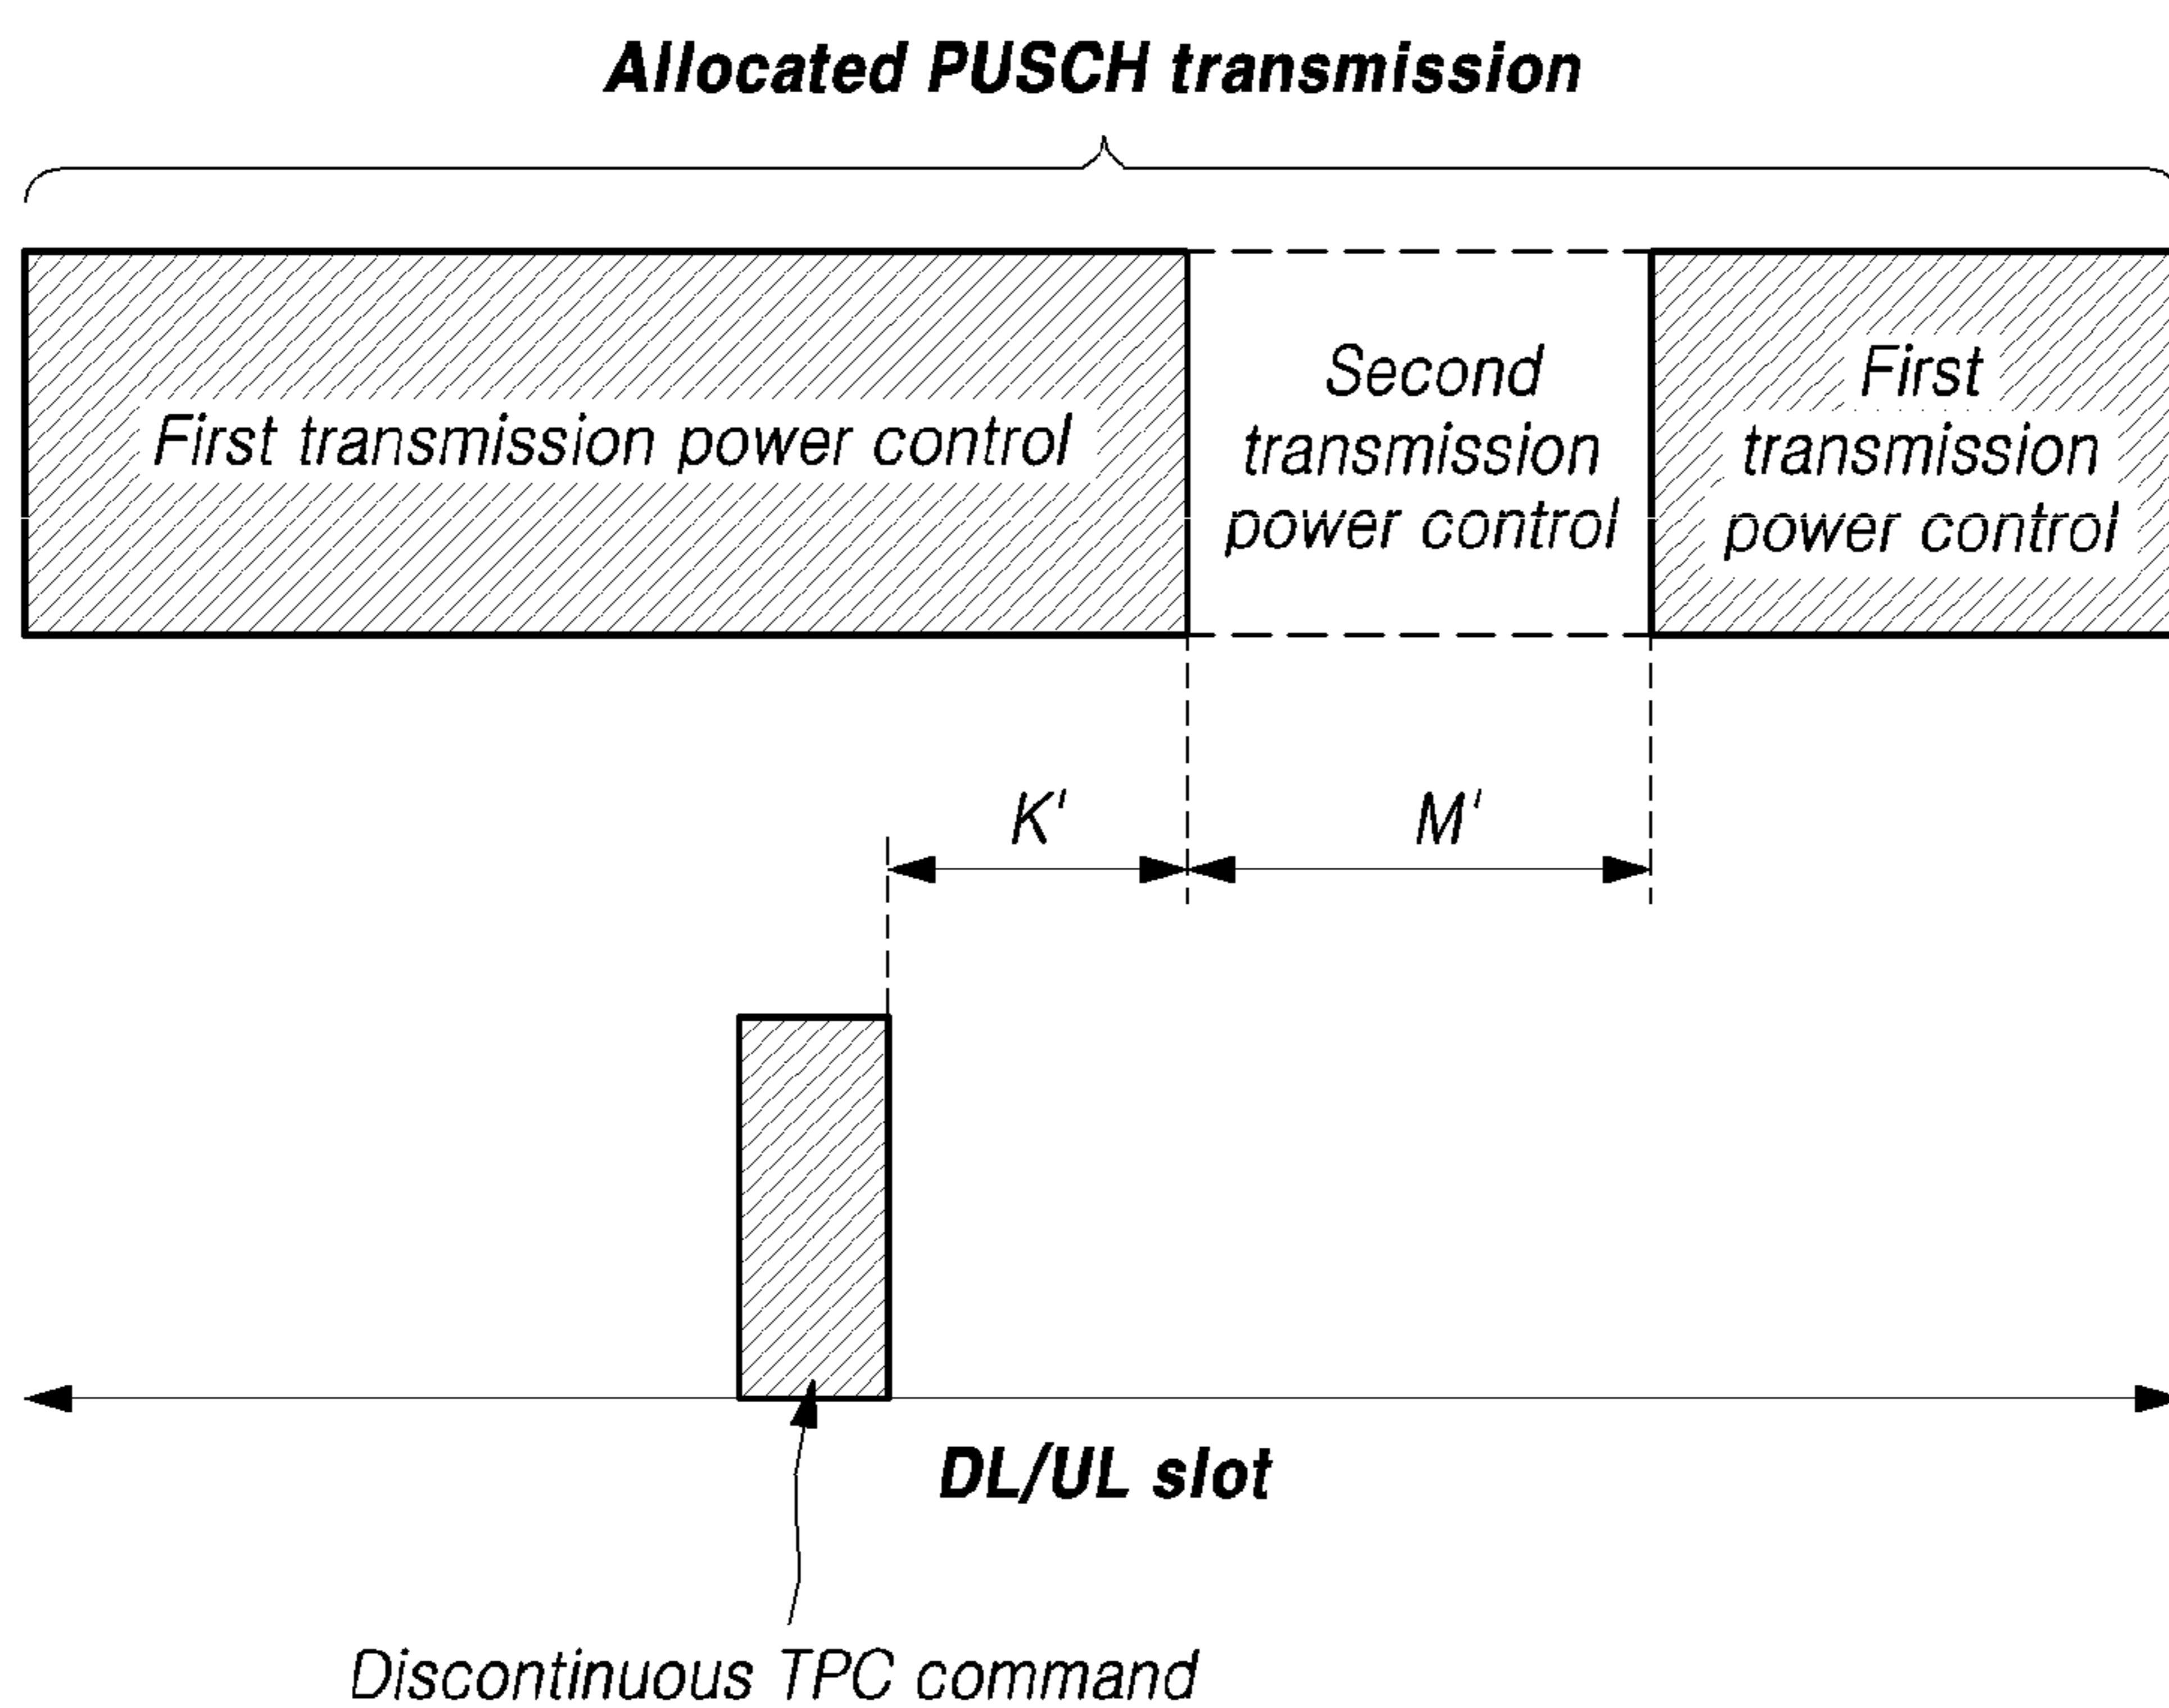 Allocated PUSCH transmission
First transmission power control
Second
transmission
power control
First
transmission
power control
K'
M'
DL/UL slot
Discontinuous TPC command